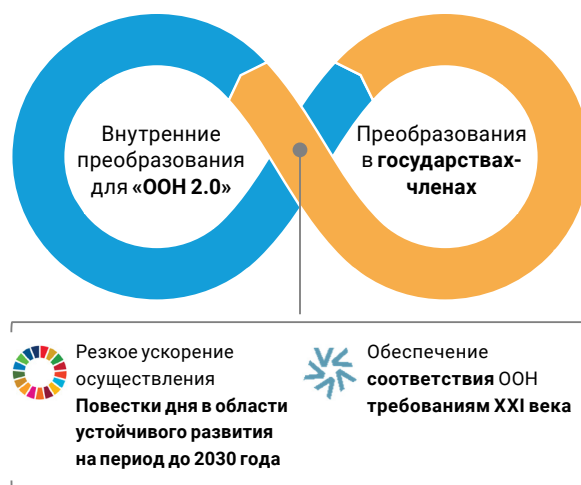 Внутренние
преобразования
для «ООН 2.0»
Преобразования
в государствах-
членах
Резкое ускорение
осуществления
Повестки дня в области
устойчивого развития
на период до 2030 года
Обеспечение
соответствия ООН
требованиям XXI века